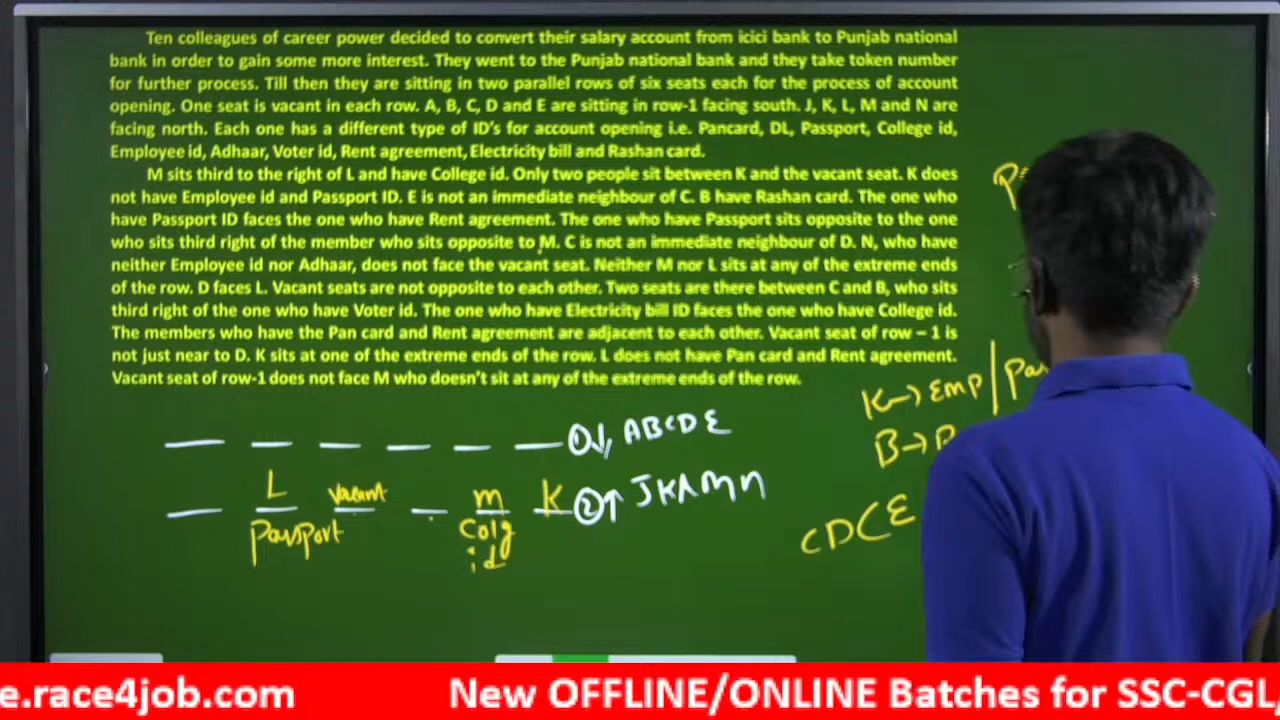 Ten colleagues of career power decided to convert their salary account from icici bank to Punjab national
bank in order to gain some more interest. They went to the Punjab national bank and they take token number
for further process. Till then they are sitting in two parallel rows of six seats each for the process of account
opening. One seat is vacant in each row. A, B, C, D and E are sitting in row-1 facing south. J, K, L, M and N are
facing north. Each one has a different type of ID's for account opening i.e. Pancard, DL, Passport, College id,
Employee id, Adhaar, Voter id, Rent agreement, Electricity bill and Rashan card.
M sits third to the right of L and have College id. Only two people sit between K and the vacant seat. K does
not have Employee id and Passport ID. E is not an immediate neighbour of C. B have Rashan card. The one who
have Passport ID faces the one who have Rent agreement. The one who have Passport sits opposite to the one
who sits third right of the member who sits opposite to M. C is not an immediate neighbour of D. N, who have
neither Employee id nor Adhaar, does not face the vacant seat. Neither M nor L sits at any of the extreme ends
of the row. D faces L. Vacant seats are not opposite to each other. Two seats are there between C and B, who sits
third right of the one who have Voter id. The one who have Electricity bill ID faces the one who have College id.
The members who have the Pan card and Rent agreement are adjacent to each other. Vacant seat of row – 1 is
not just near to D. K sits at one of the extreme ends of the row. L does not have Pan card and Rent agreement.
Vacant seat of row-1 does not face M who doesn't sit at any of the extreme ends of the row.
K → Emp /
B →
① ↓ A B C D E
L vacant m K ② ↑ J K L M n
Passport Colg
id
C D C E
e.race4job.com New OFFLINE/ONLINE Batches for SSC-CGL,